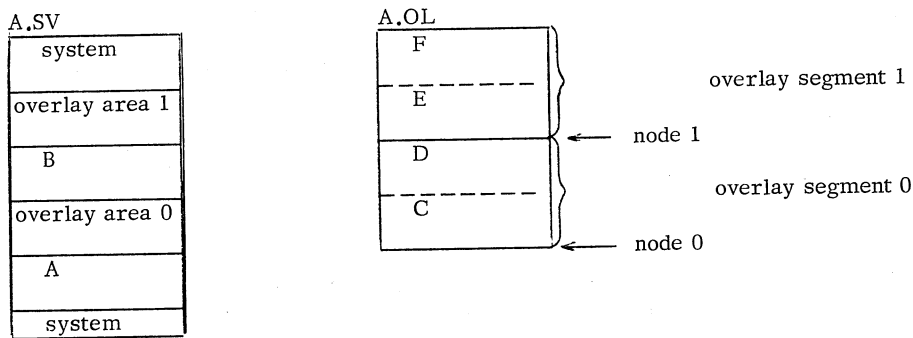 A.SV
system
overlay area 1
B
overlay area 0
A
system
A.OL
F
E
D
C
overlay segment 1
node 1
overlay segment 0
node 0